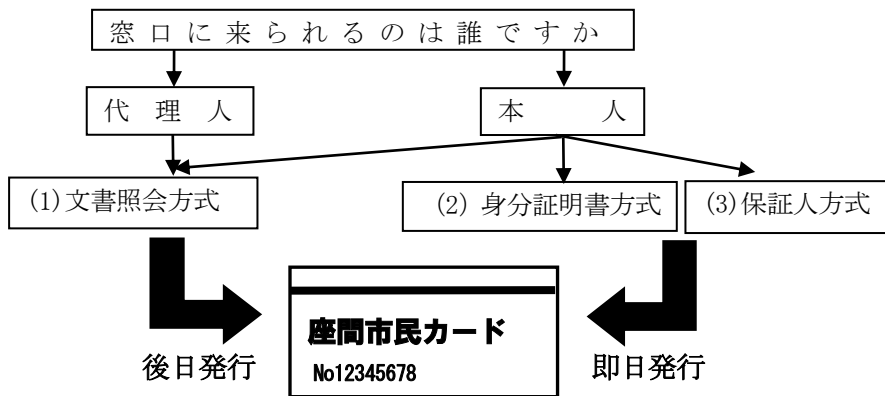 窓口に来られるのは誰ですか
代理人
本人
(1)文書照会方式
(2) 身分証明書方式
(3)保証人方式
座間市民カード
No12345678
後日発行
即日発行